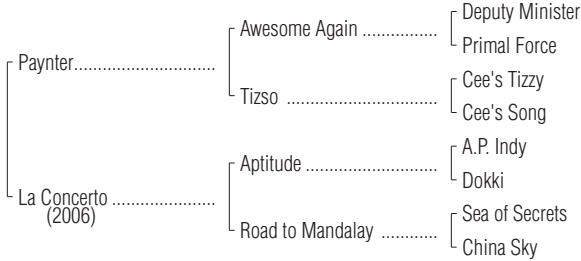 Deputy Minister
Awesome Again ................
Primal Force
Paynter.............................
Cee's Tizzy
Tizso ................................
Cee's Song
A.P. Indy
Aptitude ............................
Dokki
La Concerto .....................
(2006)
Sea of Secrets
Road to Mandalay ............
China Sky